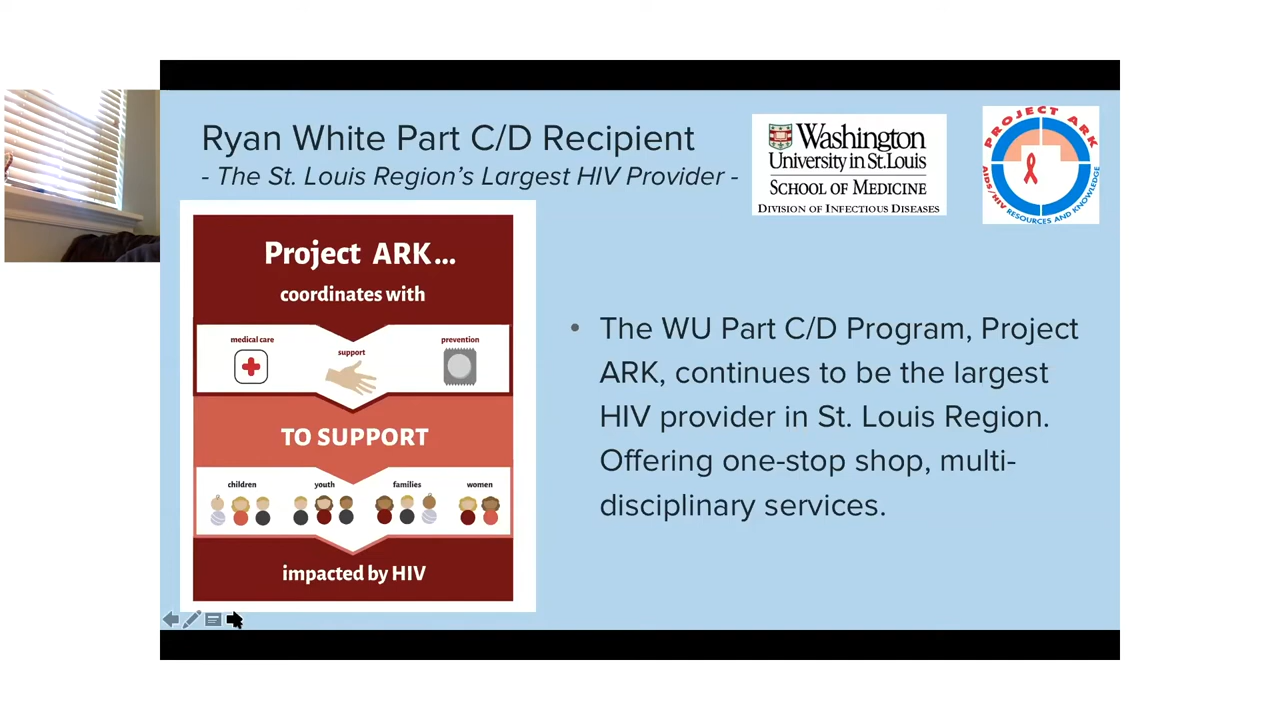 Ryan White Part C/D Recipient
- The St. Louis Region's Largest HIV Provider -
Washington
University in St. Louis
SCHOOL OF MEDICINE
DIVISION OF INFECTIOUS DISEASES
PROJECT ARK
AIDS/HIV RESOURCES AND KNOWLEDGE
Project ARK...
coordinates with
medical care
support
prevention
TO SUPPORT
children youth families women
impacted by HIV
• The WU Part C/D Program, Project
ARK, continues to be the largest
HIV provider in St. Louis Region.
Offering one-stop shop, multi-
disciplinary services.